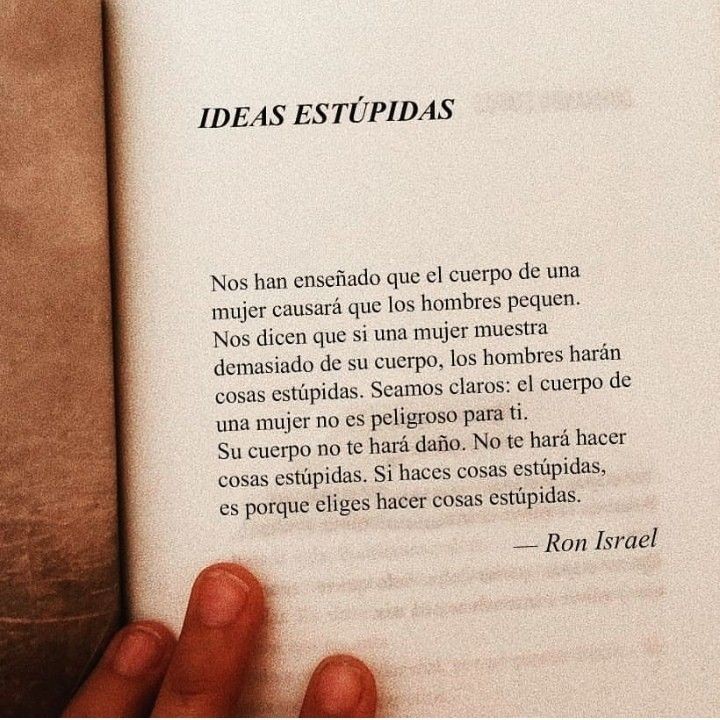 IDEAS ESTÚPIDAS
Nos han enseñado que el cuerpo de una
mujer causará que los hombres pequen.
Nos dicen que si una mujer muestra
demasiado de su cuerpo, los hombres harán
cosas estúpidas. Seamos claros: el cuerpo de
una mujer no es peligroso para ti.
Su cuerpo no te hará daño. No te hará hacer
cosas estúpidas. Si haces cosas estúpidas,
es porque eliges hacer cosas estúpidas.
— Ron Israel